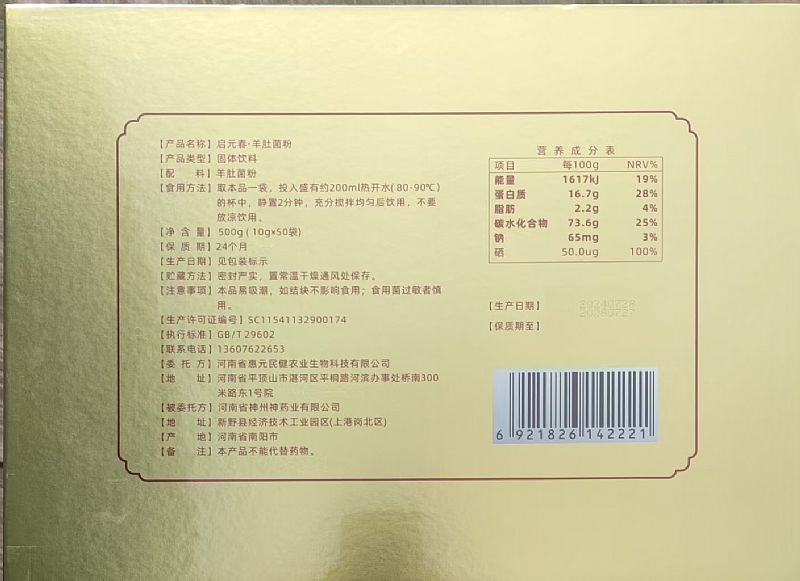 【产品名称】启元春·羊肚菌粉
【产品类型】固体饮料
【配 料】羊肚菌粉
【食用方法】取本品一袋，投入盛有约200ml热开水(80-90℃)
的杯中，静置2分钟，充分搅拌均匀后饮用，不要
放凉饮用。
【净 含 量】500g(10g×50袋)
【保 质 期】24个月
【生产日期】见包装标示
【贮藏方法】密封严实，置常温干燥通风处保存。
【注意事项】本品易吸潮，如结块不影响食用；食用菌过敏者慎
用。
【生产许可证编号】SC11541132900174
【执行标准】GB/T 29602
【联系电话】13607622653
【委 托 方】河南省惠元民健农业生物科技有限公司
【地 址】河南省平顶山市湛河区平桐路河滨办事处桥南300
米路东1号院
【被委托方】河南省神州神药业有限公司
【地 址】新野县经济技术工业园区(上港岗北区)
【产 地】河南省南阳市
【备 注】本产品不能代替药物。
营养成分表
项目 每100g NRV%
能量 1617kJ 19%
蛋白质 16.7g 28%
脂肪 2.2g 4%
碳水化合物 73.6g 25%
钠 65mg 3%
硒 50.0ug 100%
【生产日期】 20240728
20260727
【保质期至】
6 921826 142221